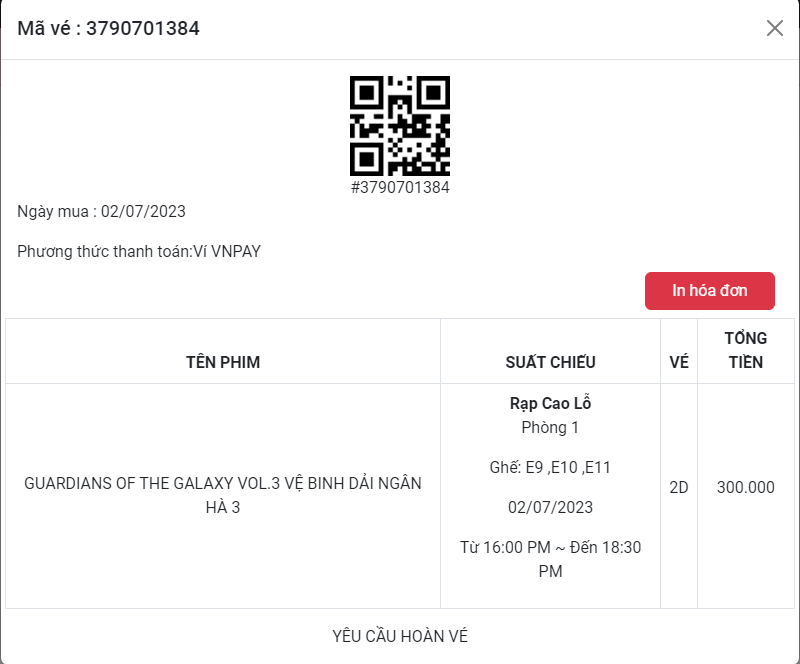 Mã vé : 3790701384
#3790701384
Ngày mua : 02/07/2023
Phương thức thanh toán:Ví VNPAY
In hóa đơn
TÊN PHIM
SUẤT CHIẾU
VÉ
TỔNG
TIỀN
GUARDIANS OF THE GALAXY VOL.3 VỆ BINH DẢI NGÂN
HÀ 3
Rạp Cao Lỗ
Phòng 1
Ghế: E9 ,E10 ,E11
02/07/2023
Từ 16:00 PM ~ Đến 18:30
PM
2D
300.000
YÊU CẦU HOÀN VÉ